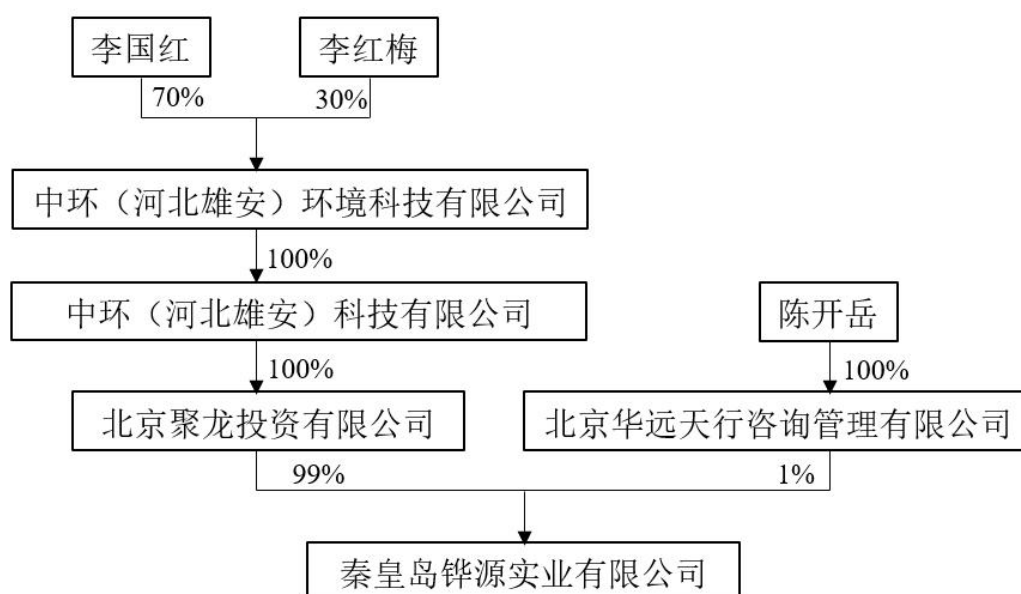 李国红
李红梅
70%
30%
中环（河北雄安）环境科技有限公司
100%
中环（河北雄安）科技有限公司
陈开岳
100%
100%
北京聚龙投资有限公司
北京华远天行咨询管理有限公司
99%
1%
秦皇岛铧源实业有限公司